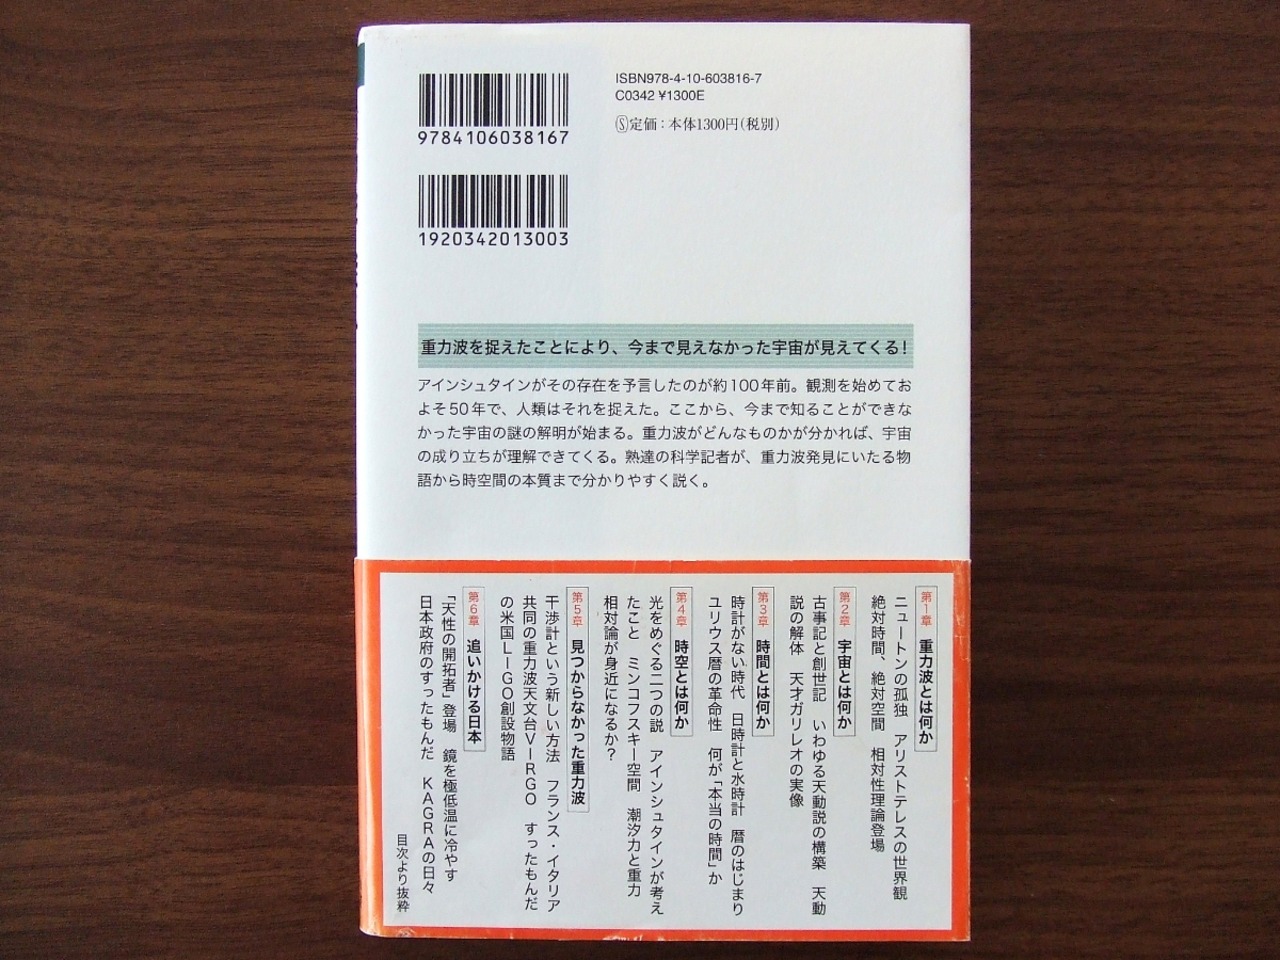 ISBN978-4-10-603816-7
C0342 ¥1300E
Ⓢ定価：本体1300円（税別）
9784106038167
1920342013003
重力波を捉えたことにより、今まで見えなかった宇宙が見えてくる！
アインシュタインがその存在を予言したのが約100年前。観測を始めてお
よそ50年で、人類はそれを捉えた。ここから、今まで知ることができな
かった宇宙の謎の解明が始まる。重力波がどんなものかが分かれば、宇宙
の成り立ちが理解できてくる。熟達の科学記者が、重力波発見にいたる物
語から時空間の本質まで分かりやすく説く。
第1章 重力波とは何か
ニュートンの孤独　アリストテレスの世界観
絶対時間、絶対空間　相対性理論登場
第2章 宇宙とは何か
古事記と創世記　いわゆる天動説の構築　天動
説の解体　天才ガリレオの実像
第3章 時間とは何か
時計がない時代　日時計と水時計　暦のはじまり
ユリウス暦の革命性　何が「本当の時間」か
第4章 時空とは何か
光をめぐる二つの説　アインシュタインが考え
たこと　ミンコフスキー空間　潮汐力と重力
相対論が身近になるか？
第5章 見つからなかった重力波
干渉計という新しい方法　フランス・イタリア
共同の重力波天文台VIRGO　すったもんだ
の米国LIGO創設物語
第6章 追いかける日本
「天性の開拓者」登場　鏡を極低温に冷やす
日本政府のすったもんだ　KAGRAの日々
目次より抜粋